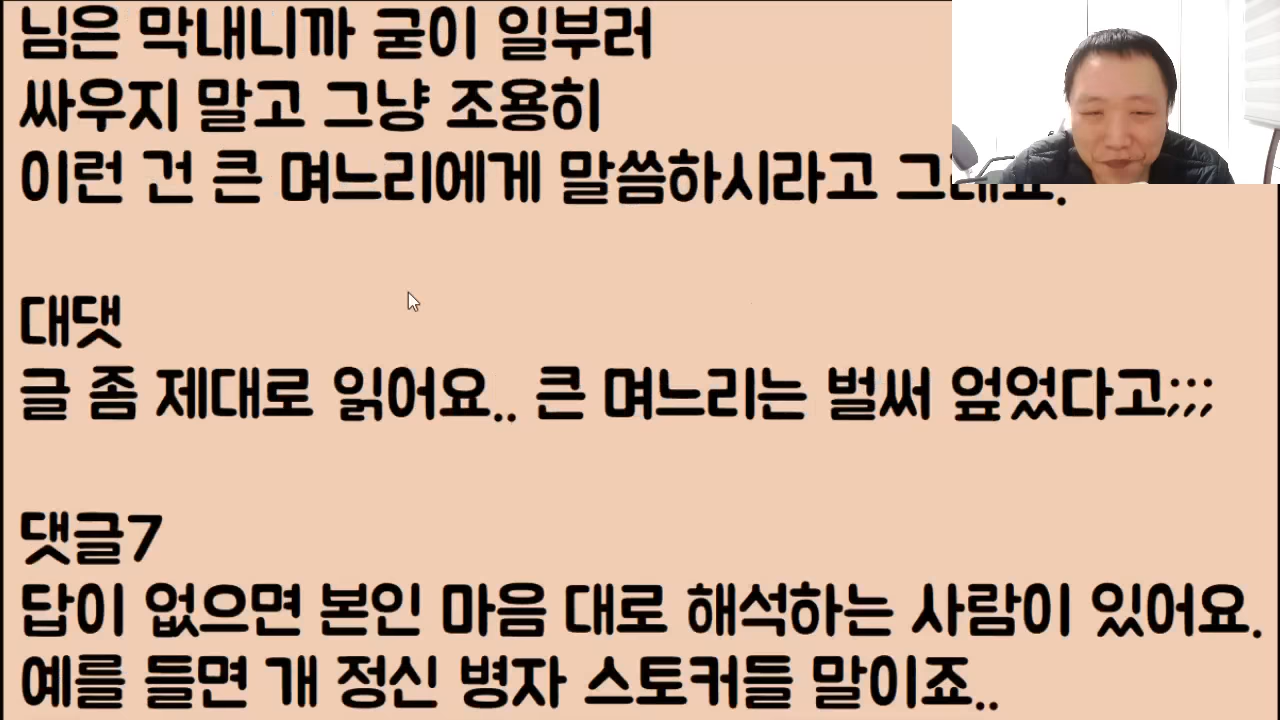 님은 막내니까 굳이 일부러
싸우지 말고 그냥 조용히
이런 건 큰 며느리에게 말씀하시라고 그래요.
대댓
글 좀 제대로 읽어요.. 큰 며느리는 벌써 엎었다고;;;
댓글7
답이 없으면 본인 마음 대로 해석하는 사람이 있어요.
예를 들면 개 정신 병자 스토커들 말이죠..